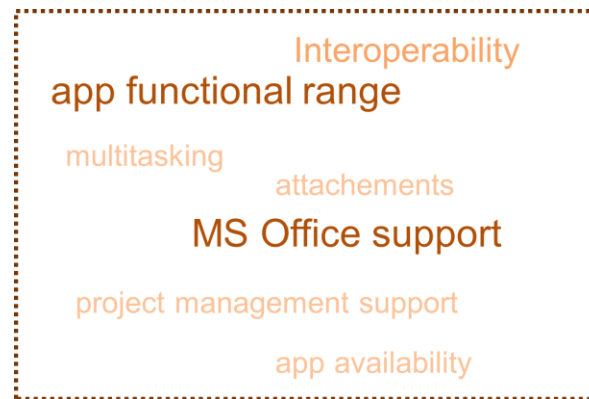 Interoperability
app functional range
multitasking
attachements
MS Office support
project management support
app availability